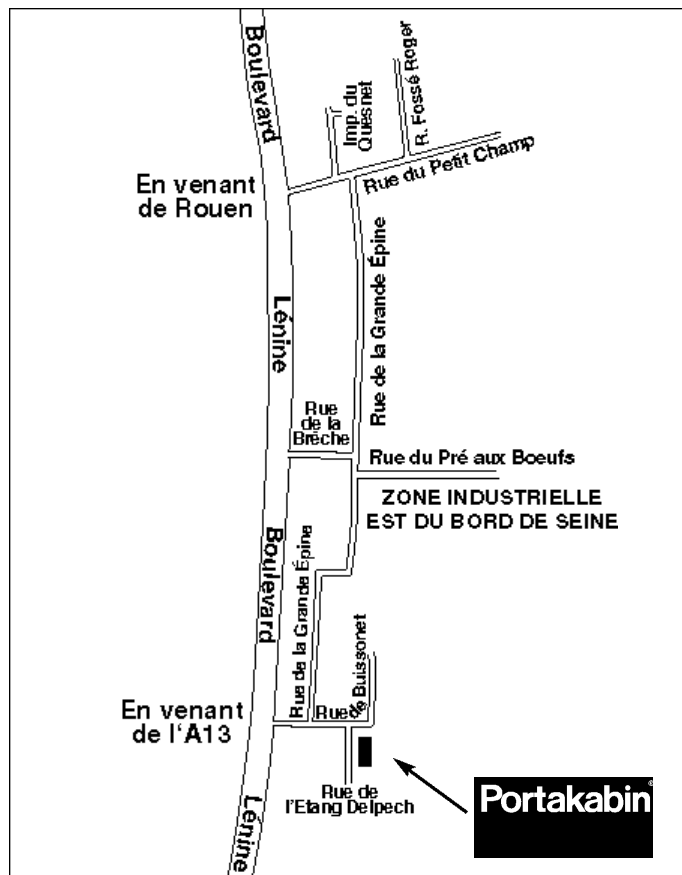 Boulevard
Imp. du
Quesnet
R. Fossé Roger
Rue du Petit Champ
En venant
de Rouen
Lénine
Rue de la Grande Épine
Rue
de la
Brèche
Rue du Pré aux Boeufs
ZONE INDUSTRIELLE
EST DU BORD DE SEINE
Boulevard
Rue de la Grande Épine
Rue de Buissonet
En venant
de l'A13
Rue de
l'Etang Delpech
Portakabin
Lénine